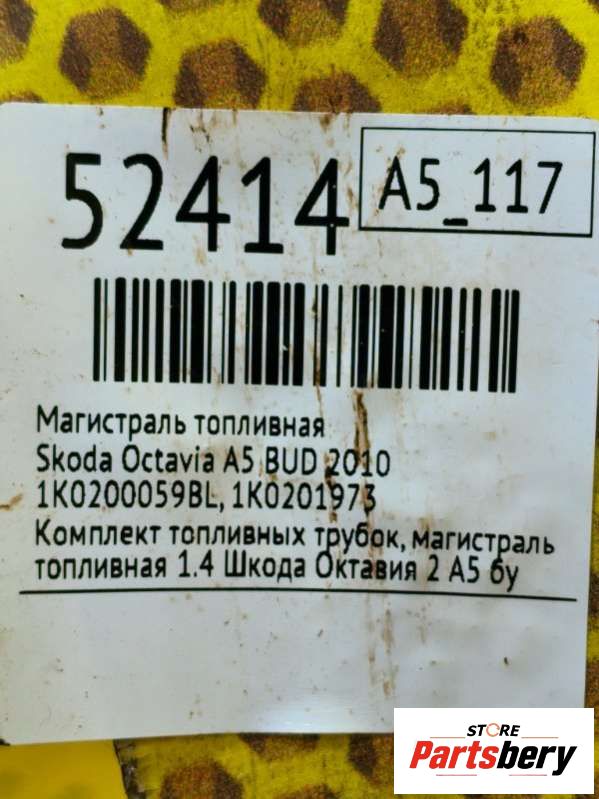 52414
A5_117
Магистраль топливная
Skoda Octavia A5 BUD 2010
1K0200059BL, 1K0201973
Комплект топливных трубок, магистраль
топливная 1.4 Шкода Октавия 2 А5 бу
STORE
Partsbery